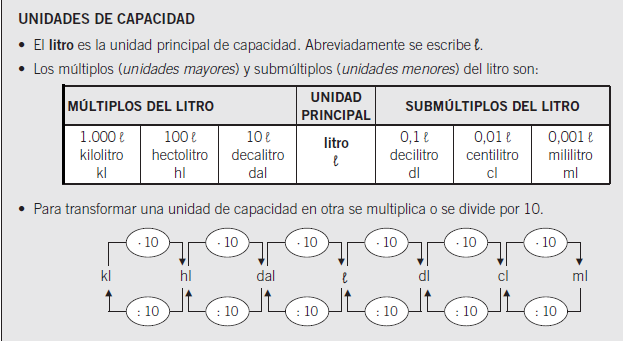 UNIDADES DE CAPACIDAD
• El litro es la unidad principal de capacidad. Abreviadamente se escribe ℓ.
• Los múltiplos (unidades mayores) y submúltiplos (unidades menores) del litro son:
MÚLTIPLOS DEL LITRO UNIDAD PRINCIPAL SUBMÚLTIPLOS DEL LITRO
1.000 ℓ 100 ℓ 10 ℓ litro 0,1 ℓ 0,01 ℓ 0,001 ℓ
kilolitro hectolitro decalitro ℓ decilitro centilitro mililitro
kl hl dal dl cl ml
• Para transformar una unidad de capacidad en otra se multiplica o se divide por 10.
· 10 · 10 · 10 · 10 · 10 · 10
kl hl dal ℓ dl cl ml
: 10 : 10 : 10 : 10 : 10 : 10